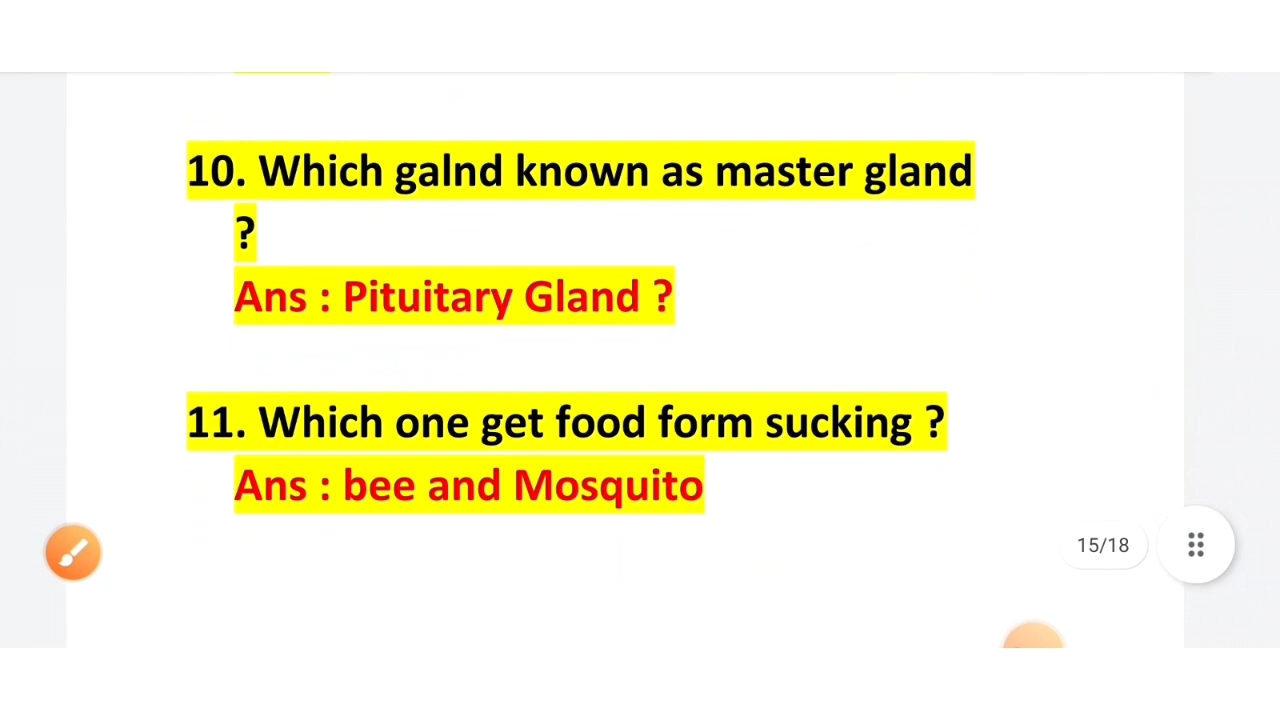 10. Which galnd known as master gland
?
Ans : Pituitary Gland ?
11. Which one get food form sucking ?
Ans : bee and Mosquito
15/18